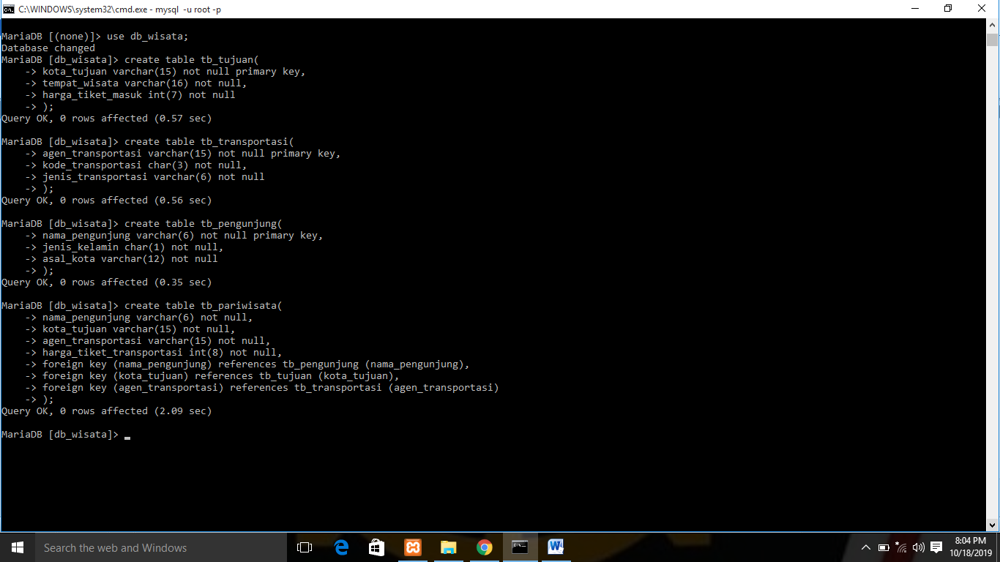 C:\WINDOWS\system32\cmd.exe - mysql -u root -p
MariaDB [(none)]> use db_wisata;
Database changed
MariaDB [db_wisata]> create table tb_tujuan(
    -> kota_tujuan varchar(15) not null primary key,
    -> tempat_wisata varchar(16) not null,
    -> harga_tiket_masuk int(7) not null
    -> );
Query OK, 0 rows affected (0.57 sec)
MariaDB [db_wisata]> create table tb_transportasi(
    -> agen_transportasi varchar(15) not null primary key,
    -> kode_transportasi char(3) not null,
    -> jenis_transportasi varchar(6) not null
    -> );
Query OK, 0 rows affected (0.56 sec)
MariaDB [db_wisata]> create table tb_pengunjung(
    -> nama_pengunjung varchar(6) not null primary key,
    -> jenis_kelamin char(1) not null,
    -> asal_kota varchar(12) not null
    -> );
Query OK, 0 rows affected (0.35 sec)
MariaDB [db_wisata]> create table tb_pariwisata(
    -> nama_pengunjung varchar(6) not null,
    -> kota_tujuan varchar(15) not null,
    -> agen_transportasi varchar(15) not null,
    -> harga_tiket_transportasi int(8) not null,
    -> foreign key (nama_pengunjung) references tb_pengunjung (nama_pengunjung),
    -> foreign key (kota_tujuan) references tb_tujuan (kota_tujuan),
    -> foreign key (agen_transportasi) references tb_transportasi (agen_transportasi)
    -> );
Query OK, 0 rows affected (2.09 sec)
MariaDB [db_wisata]> _
Search the web and Windows
8:04 PM
10/18/2019